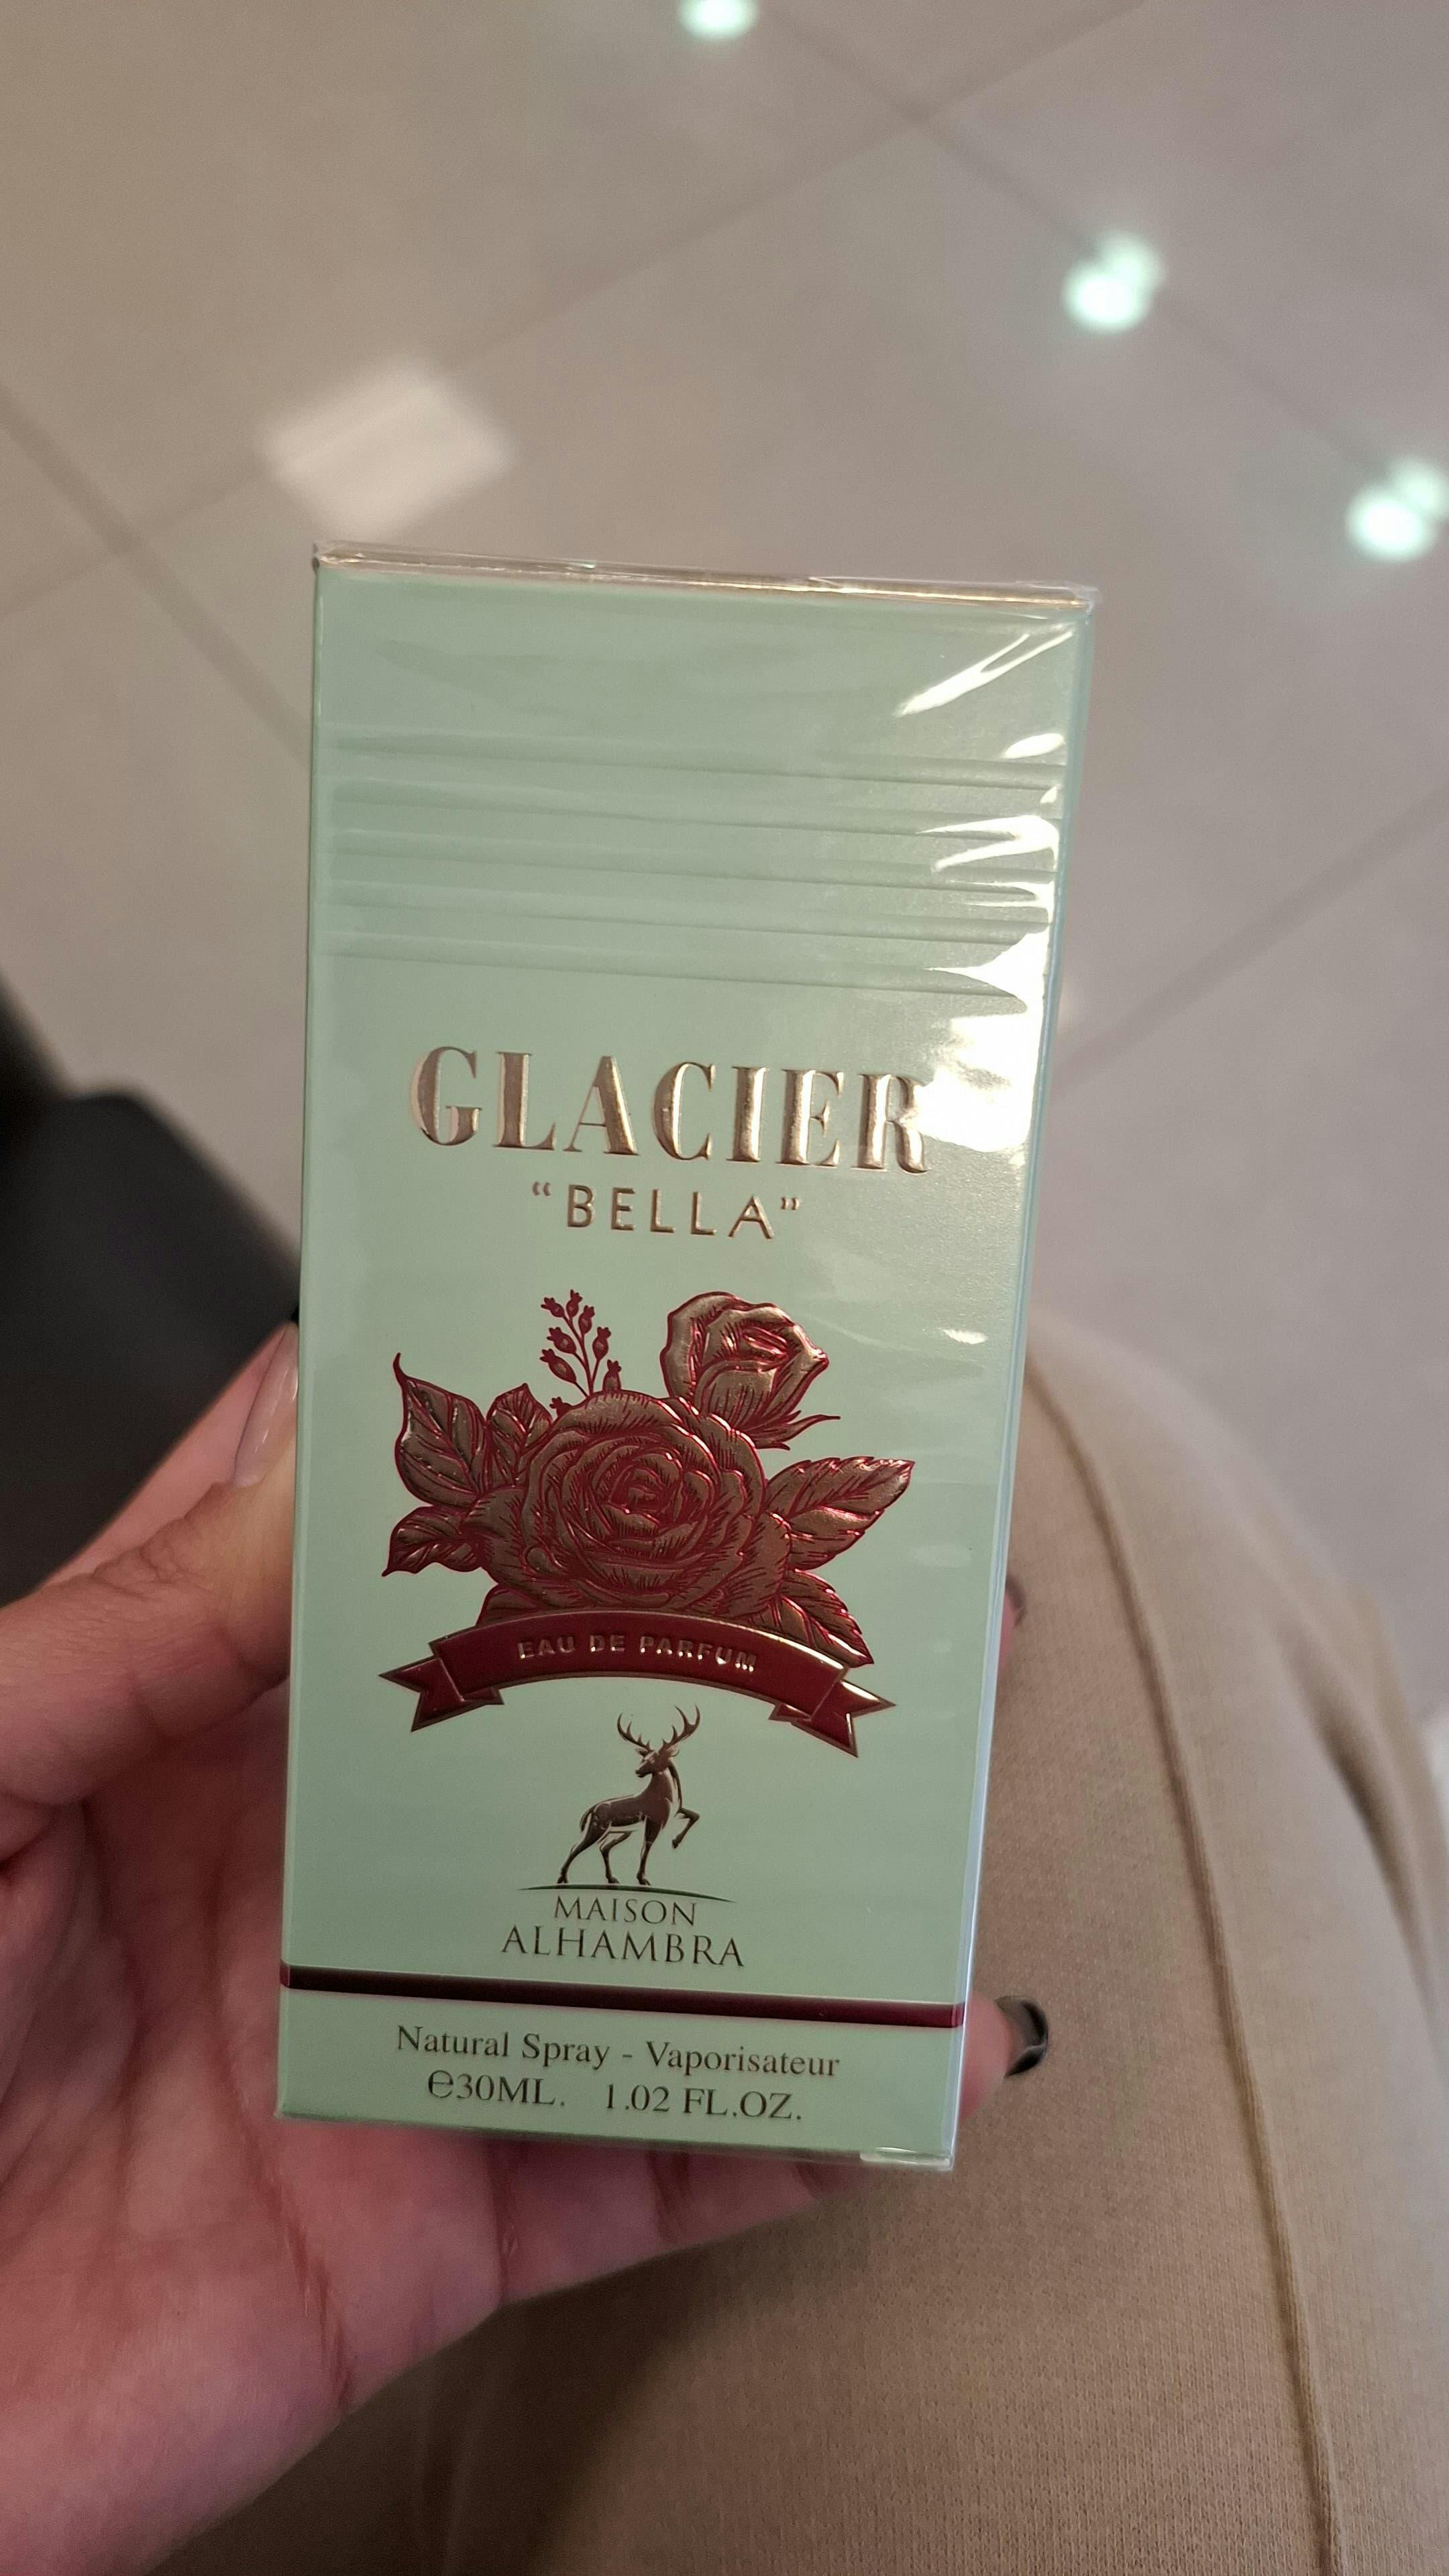 GLACIER
“BELLA”
EAU DE PARFUM
MAISON
ALHAMBRA
Natural Spray - Vaporisateur
℮30ML. 1.02 FL.OZ.